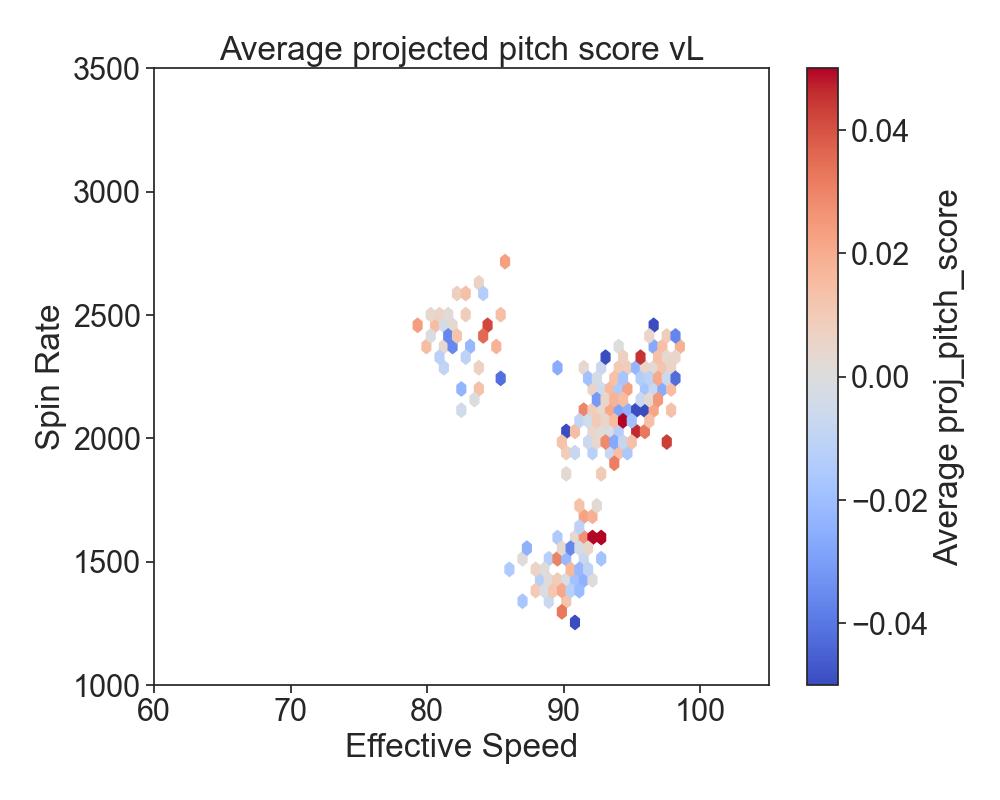 Average projected pitch score vL
3500
3000
2500
2000
1500
1000
Spin Rate
60 70 80 90 100
Effective Speed
0.04
0.02
0.00
−0.02
−0.04
Average proj_pitch_score